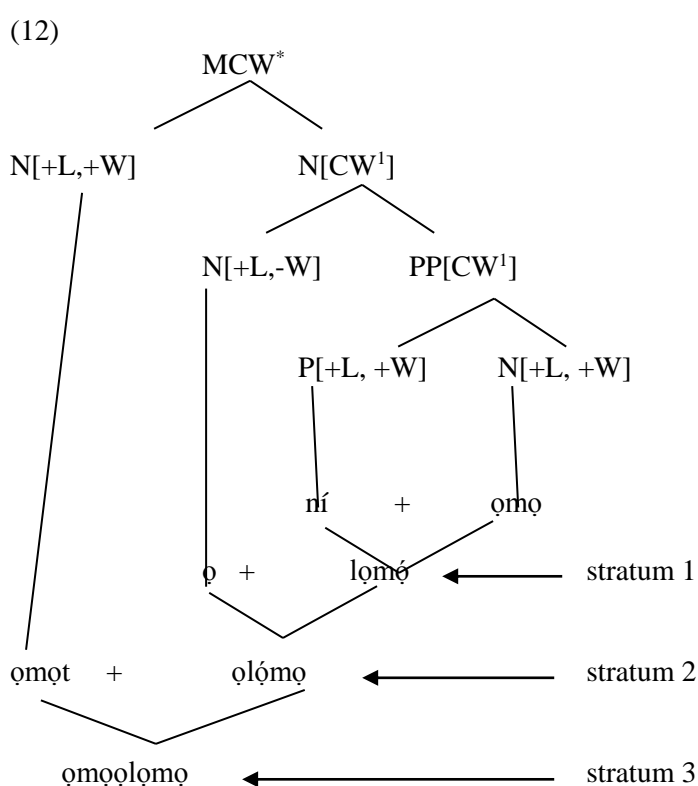 (12)
MCW*
N[+L,+W] N[CW¹]
N[+L,-W] PP[CW¹]
P[+L, +W] N[+L, +W]
ní + ọmọ
ọ + lọmọ́ stratum 1
ọmọt + ọlọ́mọ stratum 2
ọmọọlọmọ stratum 3